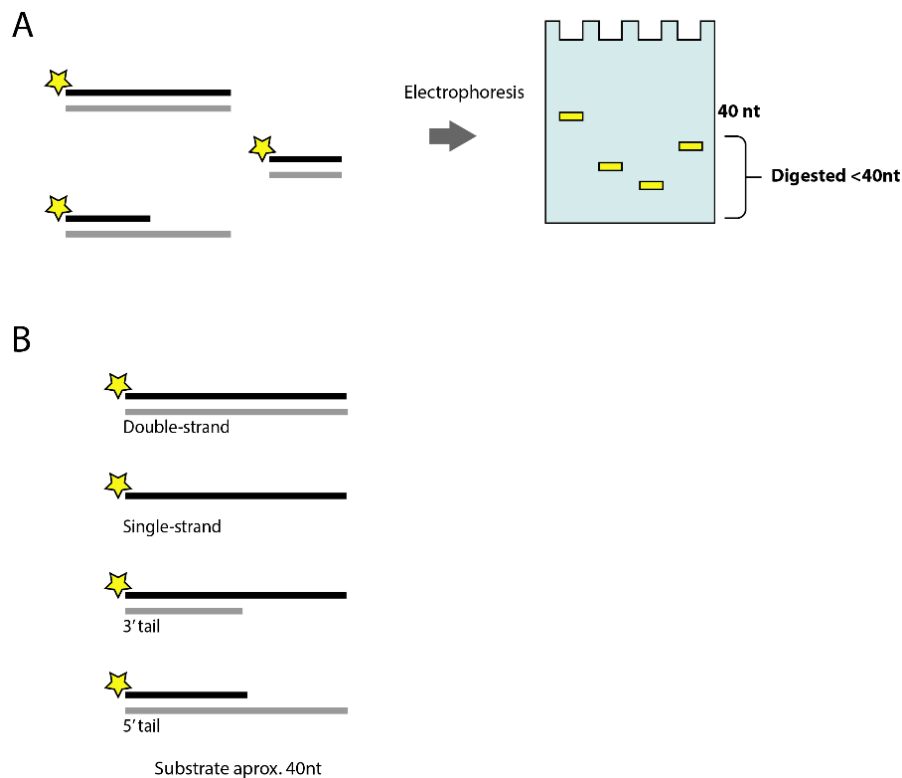 A
Electrophoresis
40 nt
Digested <40nt
B
Double-strand
Single-strand
3' tail
5' tail
Substrate aprox. 40nt